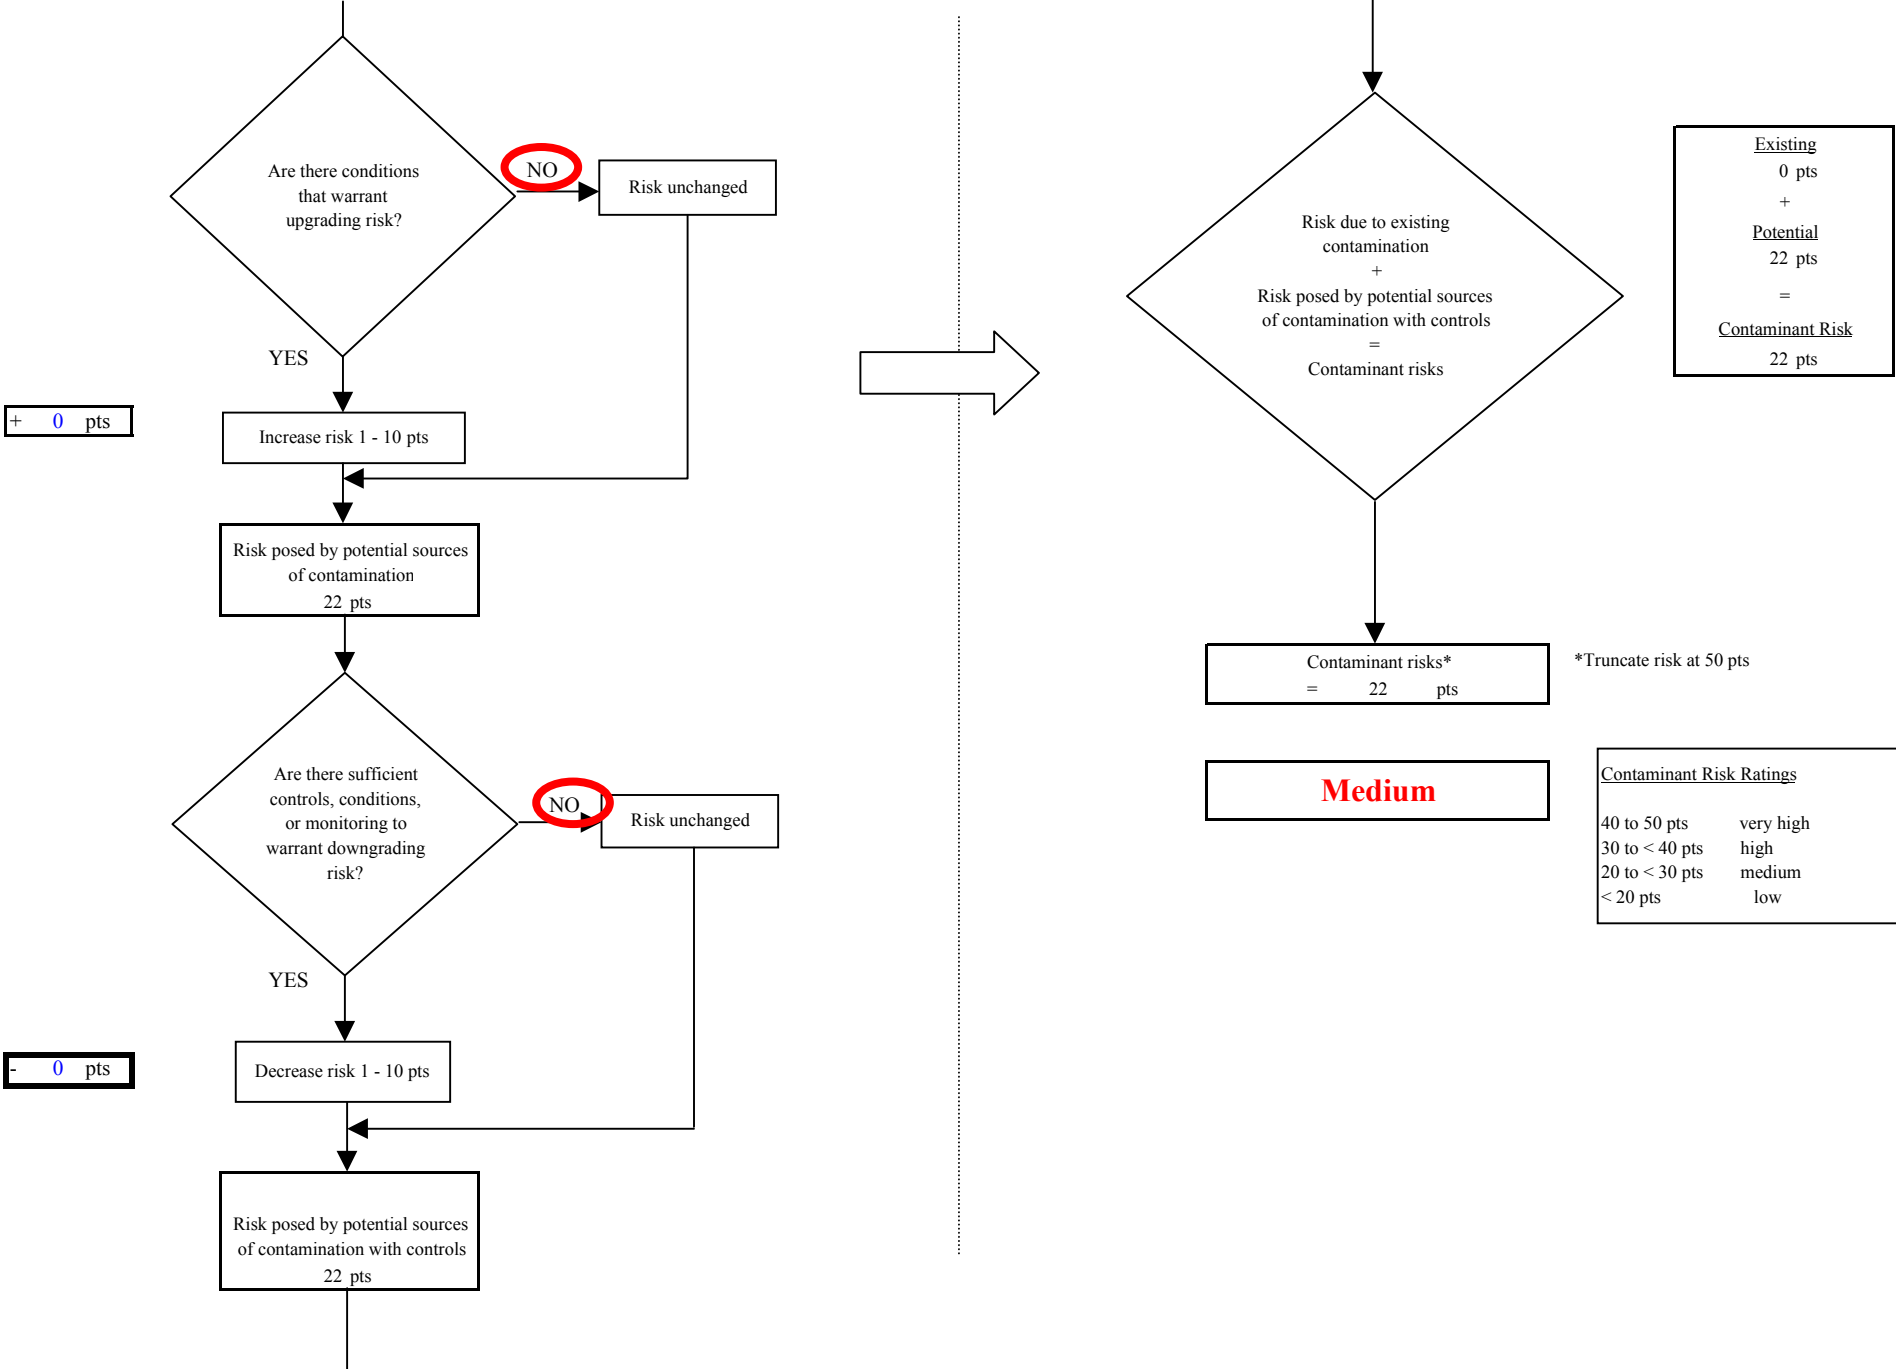 Are there conditions
that warrant
upgrading risk?
NO
Risk unchanged
YES
+ 0 pts
Increase risk 1 - 10 pts
Risk posed by potential sources
of contamination
22 pts
Are there sufficient
controls, conditions,
or monitoring to
warrant downgrading
risk?
NO
Risk unchanged
YES
- 0 pts
Decrease risk 1 - 10 pts
Risk posed by potential sources
of contamination with controls
22 pts
Risk due to existing
contamination
+
Risk posed by potential sources
of contamination with controls
=
Contaminant risks
Existing
0 pts
+
Potential
22 pts
=
Contaminant Risk
22 pts
Contaminant risks*
= 22 pts
*Truncate risk at 50 pts
Medium
Contaminant Risk Ratings
40 to 50 pts very high
30 to < 40 pts high
20 to < 30 pts medium
< 20 pts low